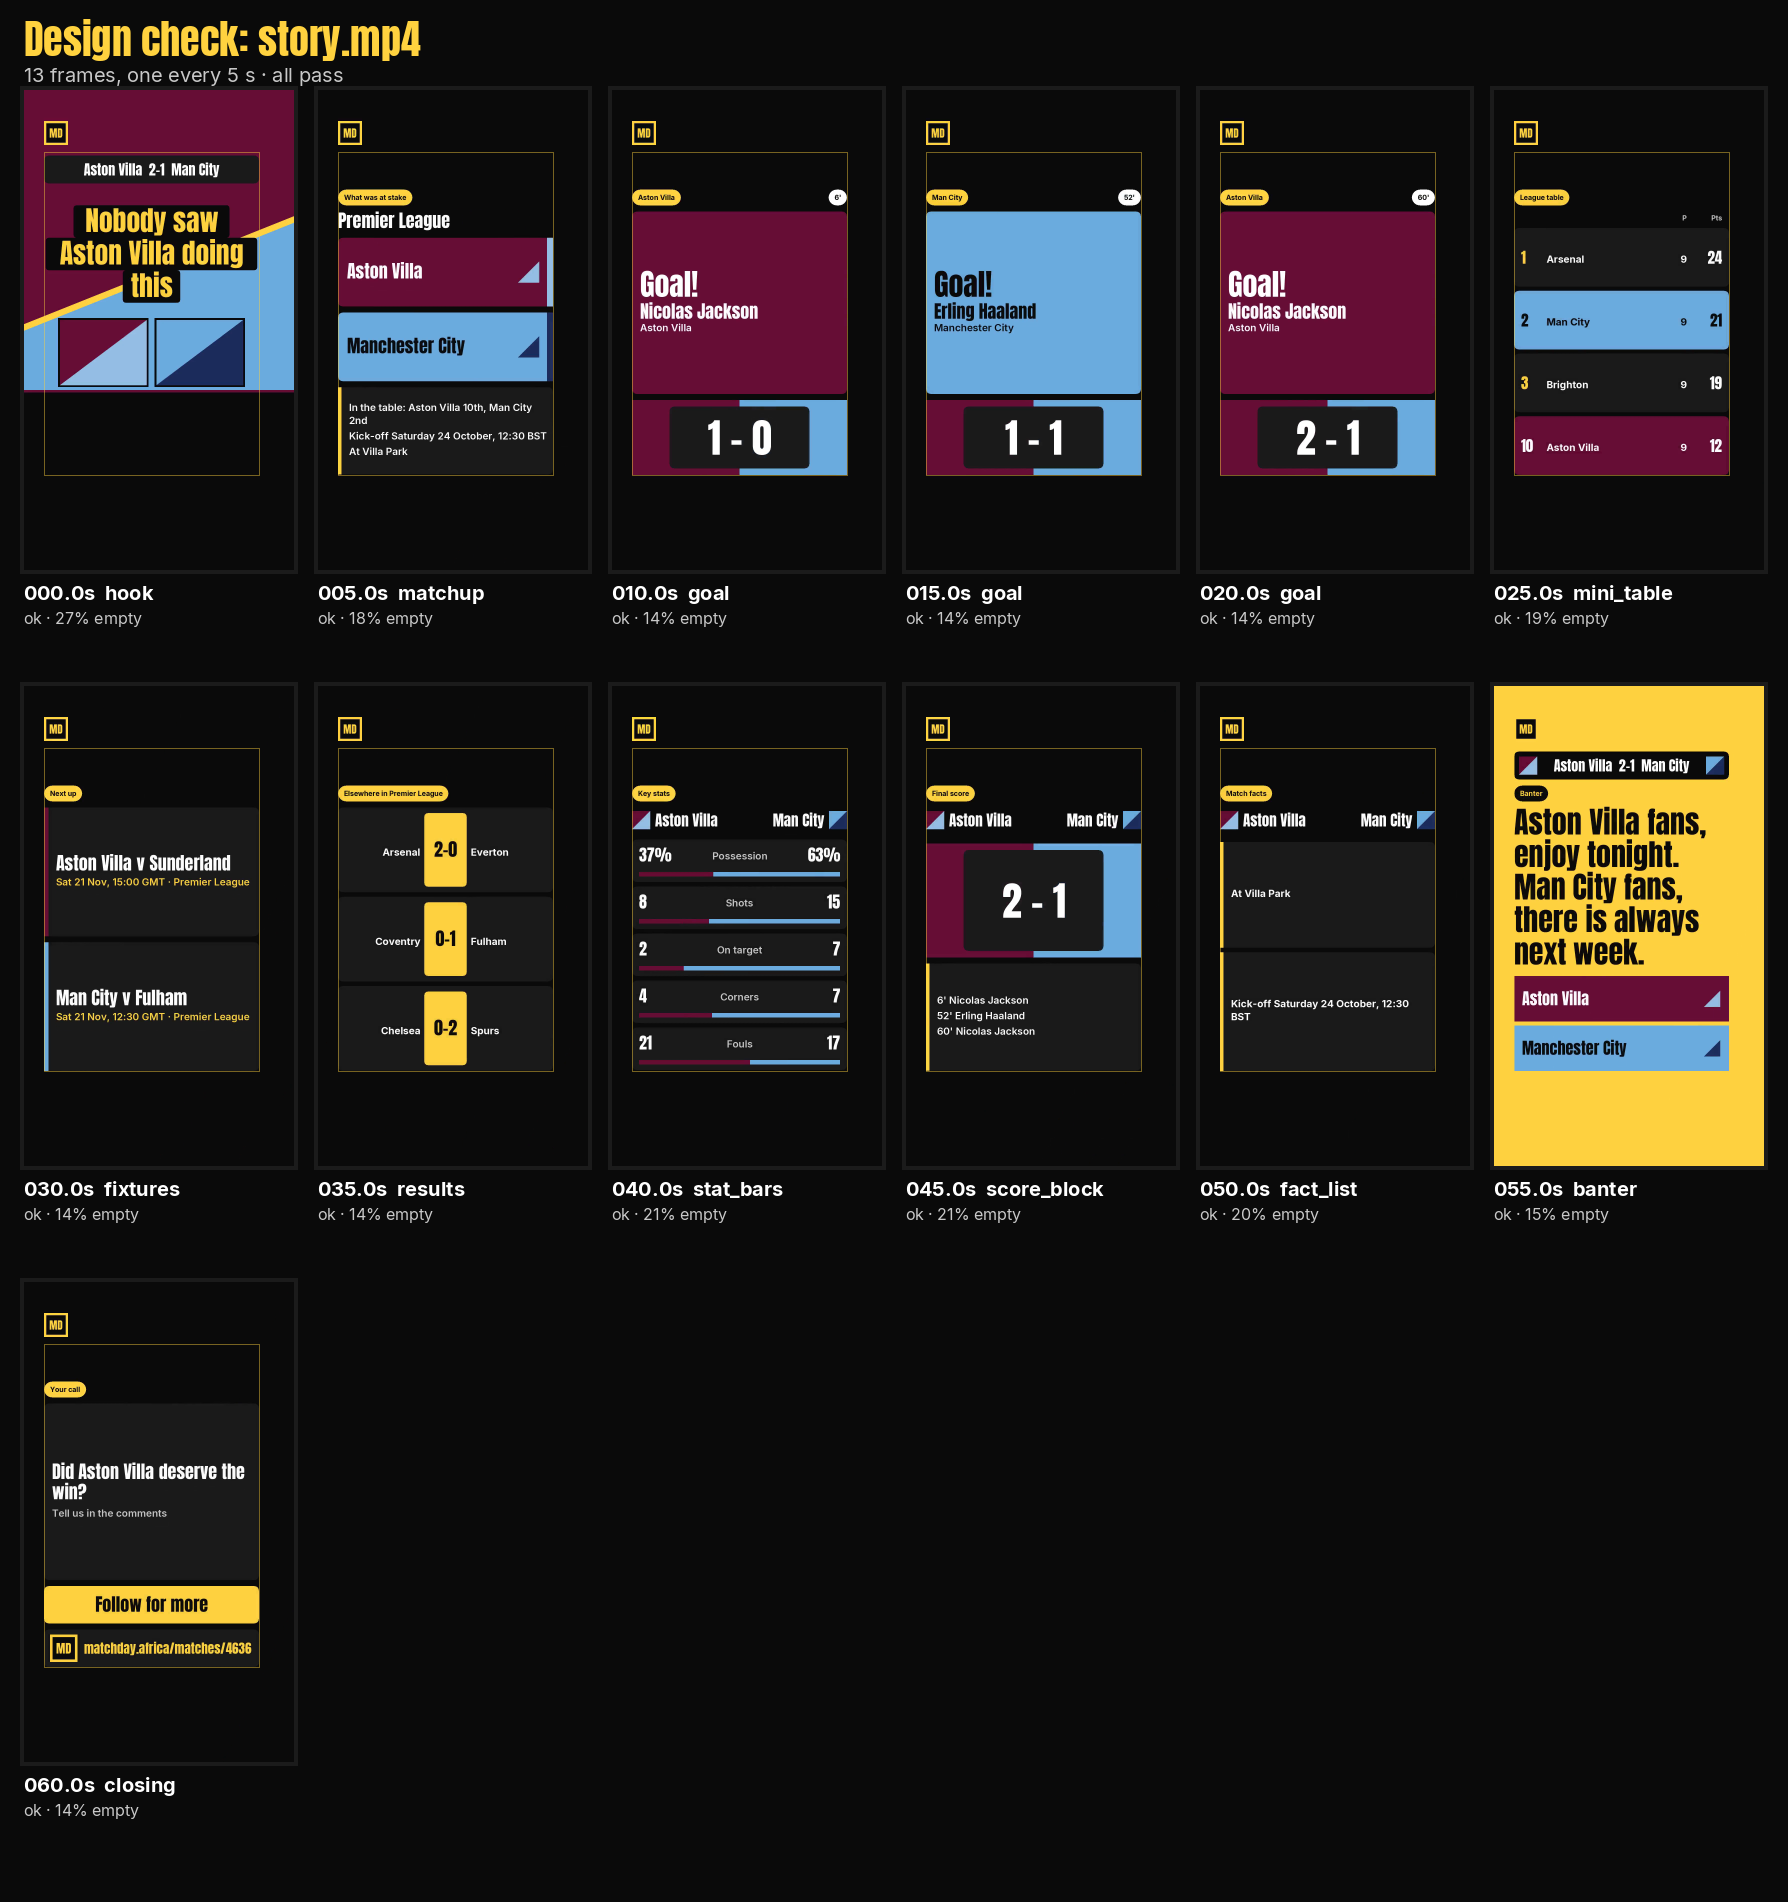 Design check: story.mp4
13 frames, one every 5 s · all pass
MD
Aston Villa 2-1 Man City
Nobody saw
Aston Villa doing
this
000.0s hook
ok · 27% empty
MD
What was at stake
Premier League
Aston Villa
Manchester City
In the table: Aston Villa 10th, Man City
2nd
Kick-off Saturday 24 October, 12:30 BST
At Villa Park
005.0s matchup
ok · 18% empty
MD
Aston Villa 6'
Goal!
Nicolas Jackson
Aston Villa
1 - 0
010.0s goal
ok · 14% empty
MD
Man City 52'
Goal!
Erling Haaland
Manchester City
1 - 1
015.0s goal
ok · 14% empty
MD
Aston Villa 60'
Goal!
Nicolas Jackson
Aston Villa
2 - 1
020.0s goal
ok · 14% empty
MD
League table
P Pts
1 Arsenal 9 24
2 Man City 9 21
3 Brighton 9 19
10 Aston Villa 9 12
025.0s mini_table
ok · 19% empty
MD
Next up
Aston Villa v Sunderland
Sat 21 Nov, 15:00 GMT · Premier League
Man City v Fulham
Sat 21 Nov, 12:30 GMT · Premier League
030.0s fixtures
ok · 14% empty
MD
Elsewhere in Premier League
Arsenal 2-0 Everton
Coventry 0-1 Fulham
Chelsea 0-2 Spurs
035.0s results
ok · 14% empty
MD
Key stats
Aston Villa Man City
37% Possession 63%
8 Shots 15
2 On target 7
4 Corners 7
21 Fouls 17
040.0s stat_bars
ok · 21% empty
MD
Final score
Aston Villa Man City
2 - 1
6' Nicolas Jackson
52' Erling Haaland
60' Nicolas Jackson
045.0s score_block
ok · 21% empty
MD
Match facts
Aston Villa Man City
At Villa Park
Kick-off Saturday 24 October, 12:30
BST
050.0s fact_list
ok · 20% empty
MD
Aston Villa 2-1 Man City
Banter
Aston Villa fans,
enjoy tonight.
Man City fans,
there is always
next week.
Aston Villa
Manchester City
055.0s banter
ok · 15% empty
MD
Your call
Did Aston Villa deserve the
win?
Tell us in the comments
Follow for more
MD matchday.africa/matches/4636
060.0s closing
ok · 14% empty